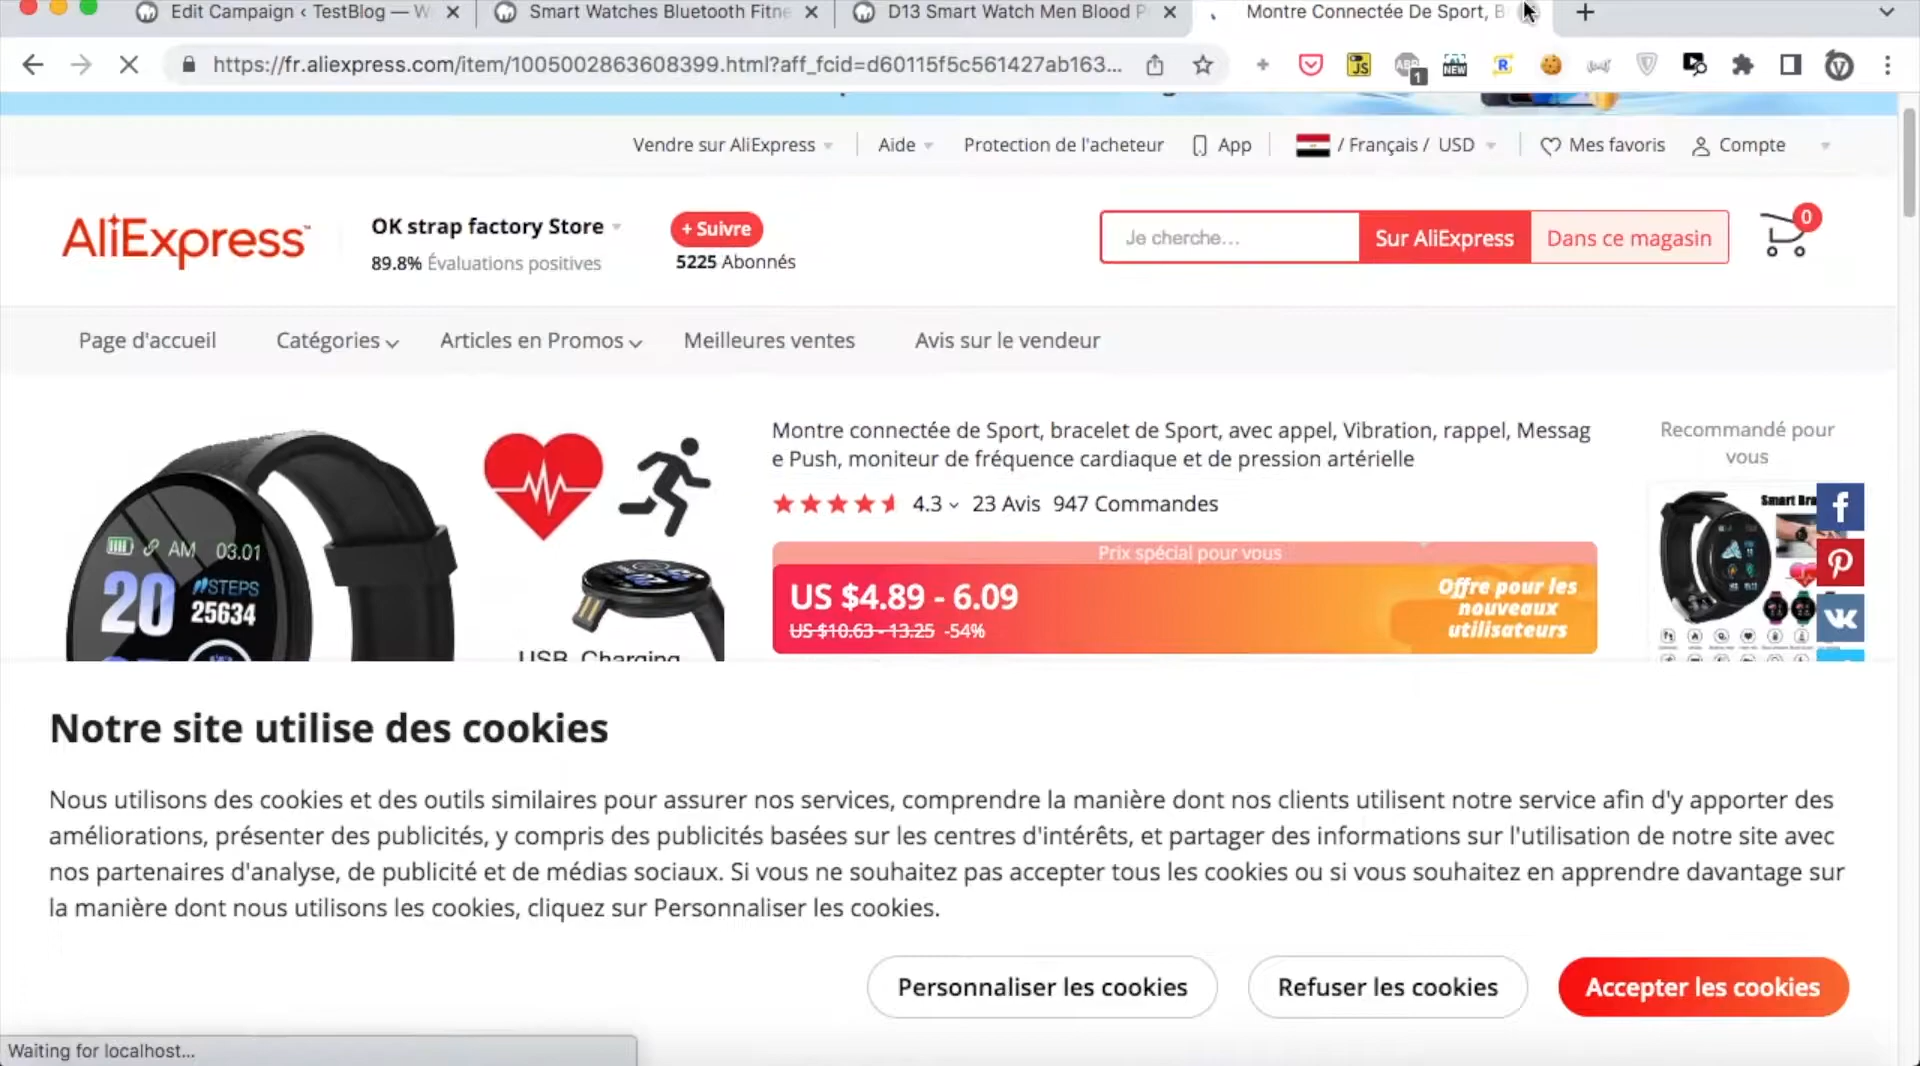 Edit Campaign ‹ TestBlog — W
Smart Watches Bluetooth Fitne
D13 Smart Watch Men Blood P
Montre Connectée De Sport, B
https://fr.aliexpress.com/item/1005002863608399.html?aff_fcid=d60115f5c561427ab163...
JS
ABP
1
NEW
R
Vendre sur AliExpress
Aide
Protection de l'acheteur
App
/ Français / USD
Mes favoris
Compte
AliExpress
OK strap factory Store
89.8% Évaluations positives
+ Suivre
5225 Abonnés
Je cherche...
Sur AliExpress
Dans ce magasin
0
Page d'accueil
Catégories
Articles en Promos
Meilleures ventes
Avis sur le vendeur
AM 03.01
20
STEPS
25634
USB Charging
Montre connectée de Sport, bracelet de Sport, avec appel, Vibration, rappel, Messag
e Push, moniteur de fréquence cardiaque et de pression artérielle
4.3
23 Avis
947 Commandes
Prix spécial pour vous
US $4.89 - 6.09
US $10.63 - 13.25 -54%
Offre pour les
nouveaux
utilisateurs
Recommandé pour
vous
Smart Bra
Notre site utilise des cookies
Nous utilisons des cookies et des outils similaires pour assurer nos services, comprendre la manière dont nos clients utilisent notre service afin d'y apporter des
améliorations, présenter des publicités, y compris des publicités basées sur les centres d'intérêts, et partager des informations sur l'utilisation de notre site avec
nos partenaires d'analyse, de publicité et de médias sociaux. Si vous ne souhaitez pas accepter tous les cookies ou si vous souhaitez en apprendre davantage sur
la manière dont nous utilisons les cookies, cliquez sur Personnaliser les cookies.
Personnaliser les cookies
Refuser les cookies
Accepter les cookies
Waiting for localhost...